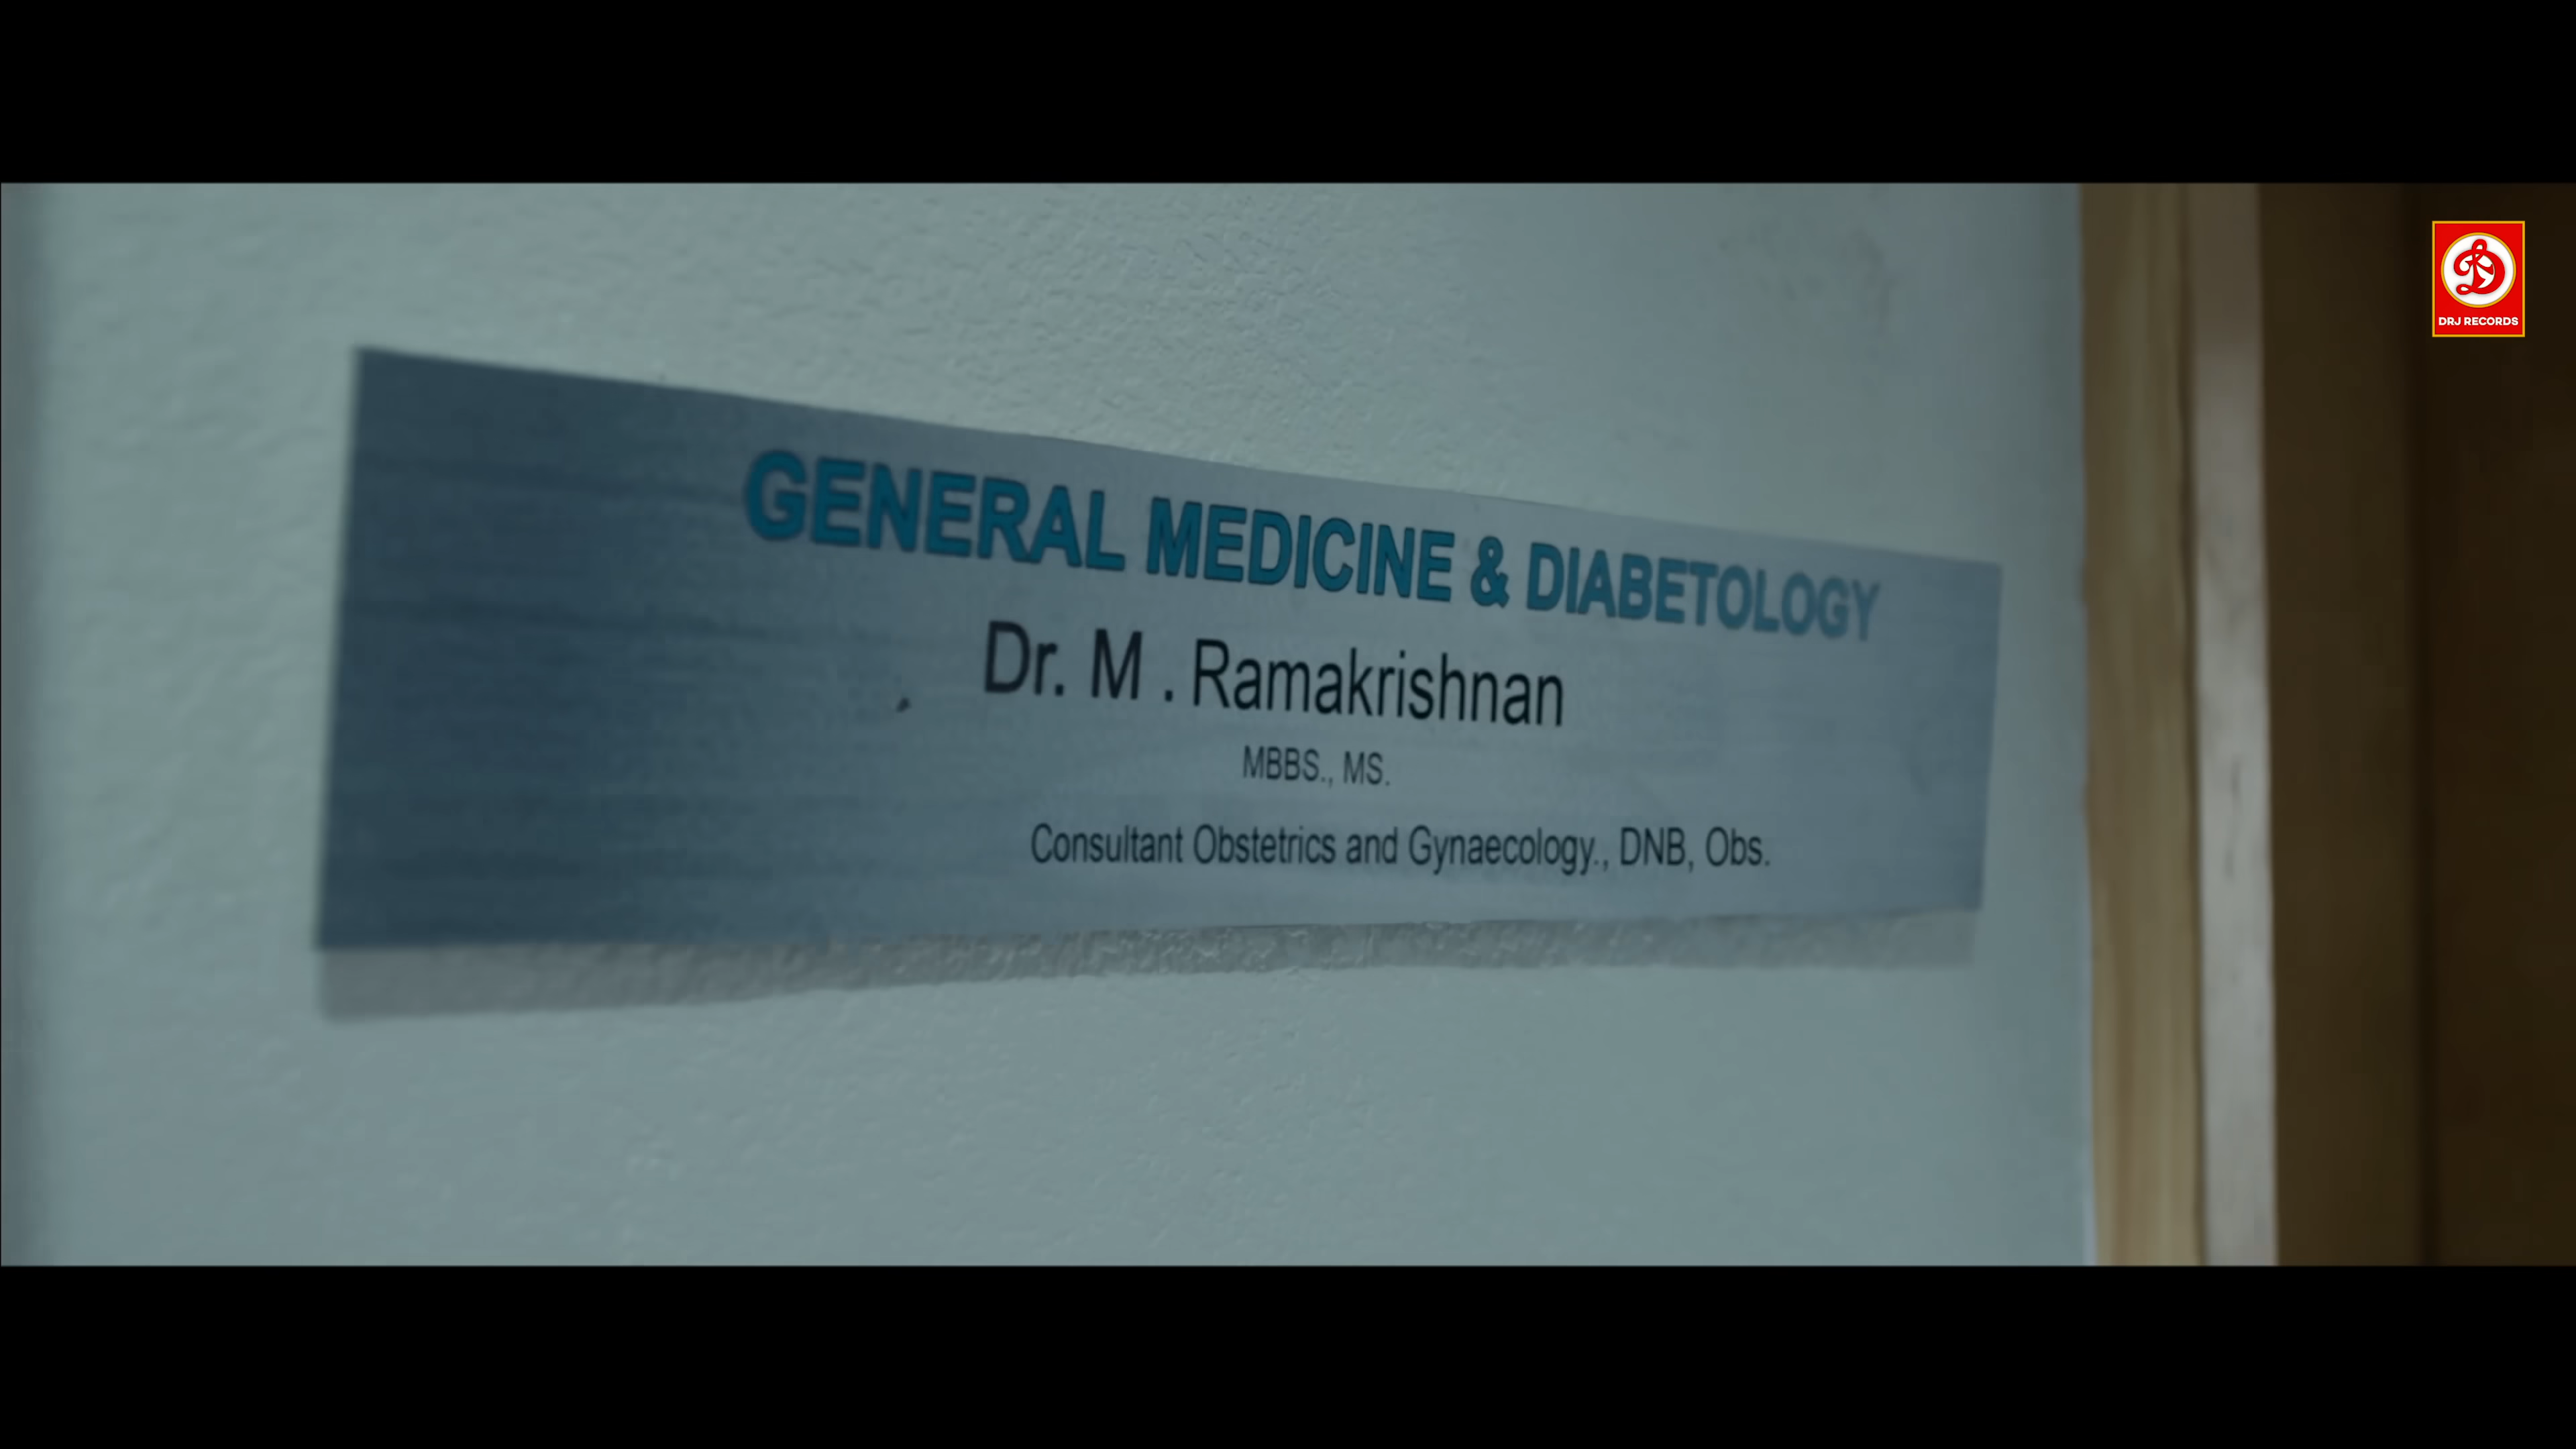 GENERAL MEDICINE & DIABETOLOGY
Dr. M . Ramakrishnan
MBBS., MS.
Consultant Obstetrics and Gynaecology., DNB, Obs.
DRJ RECORDS